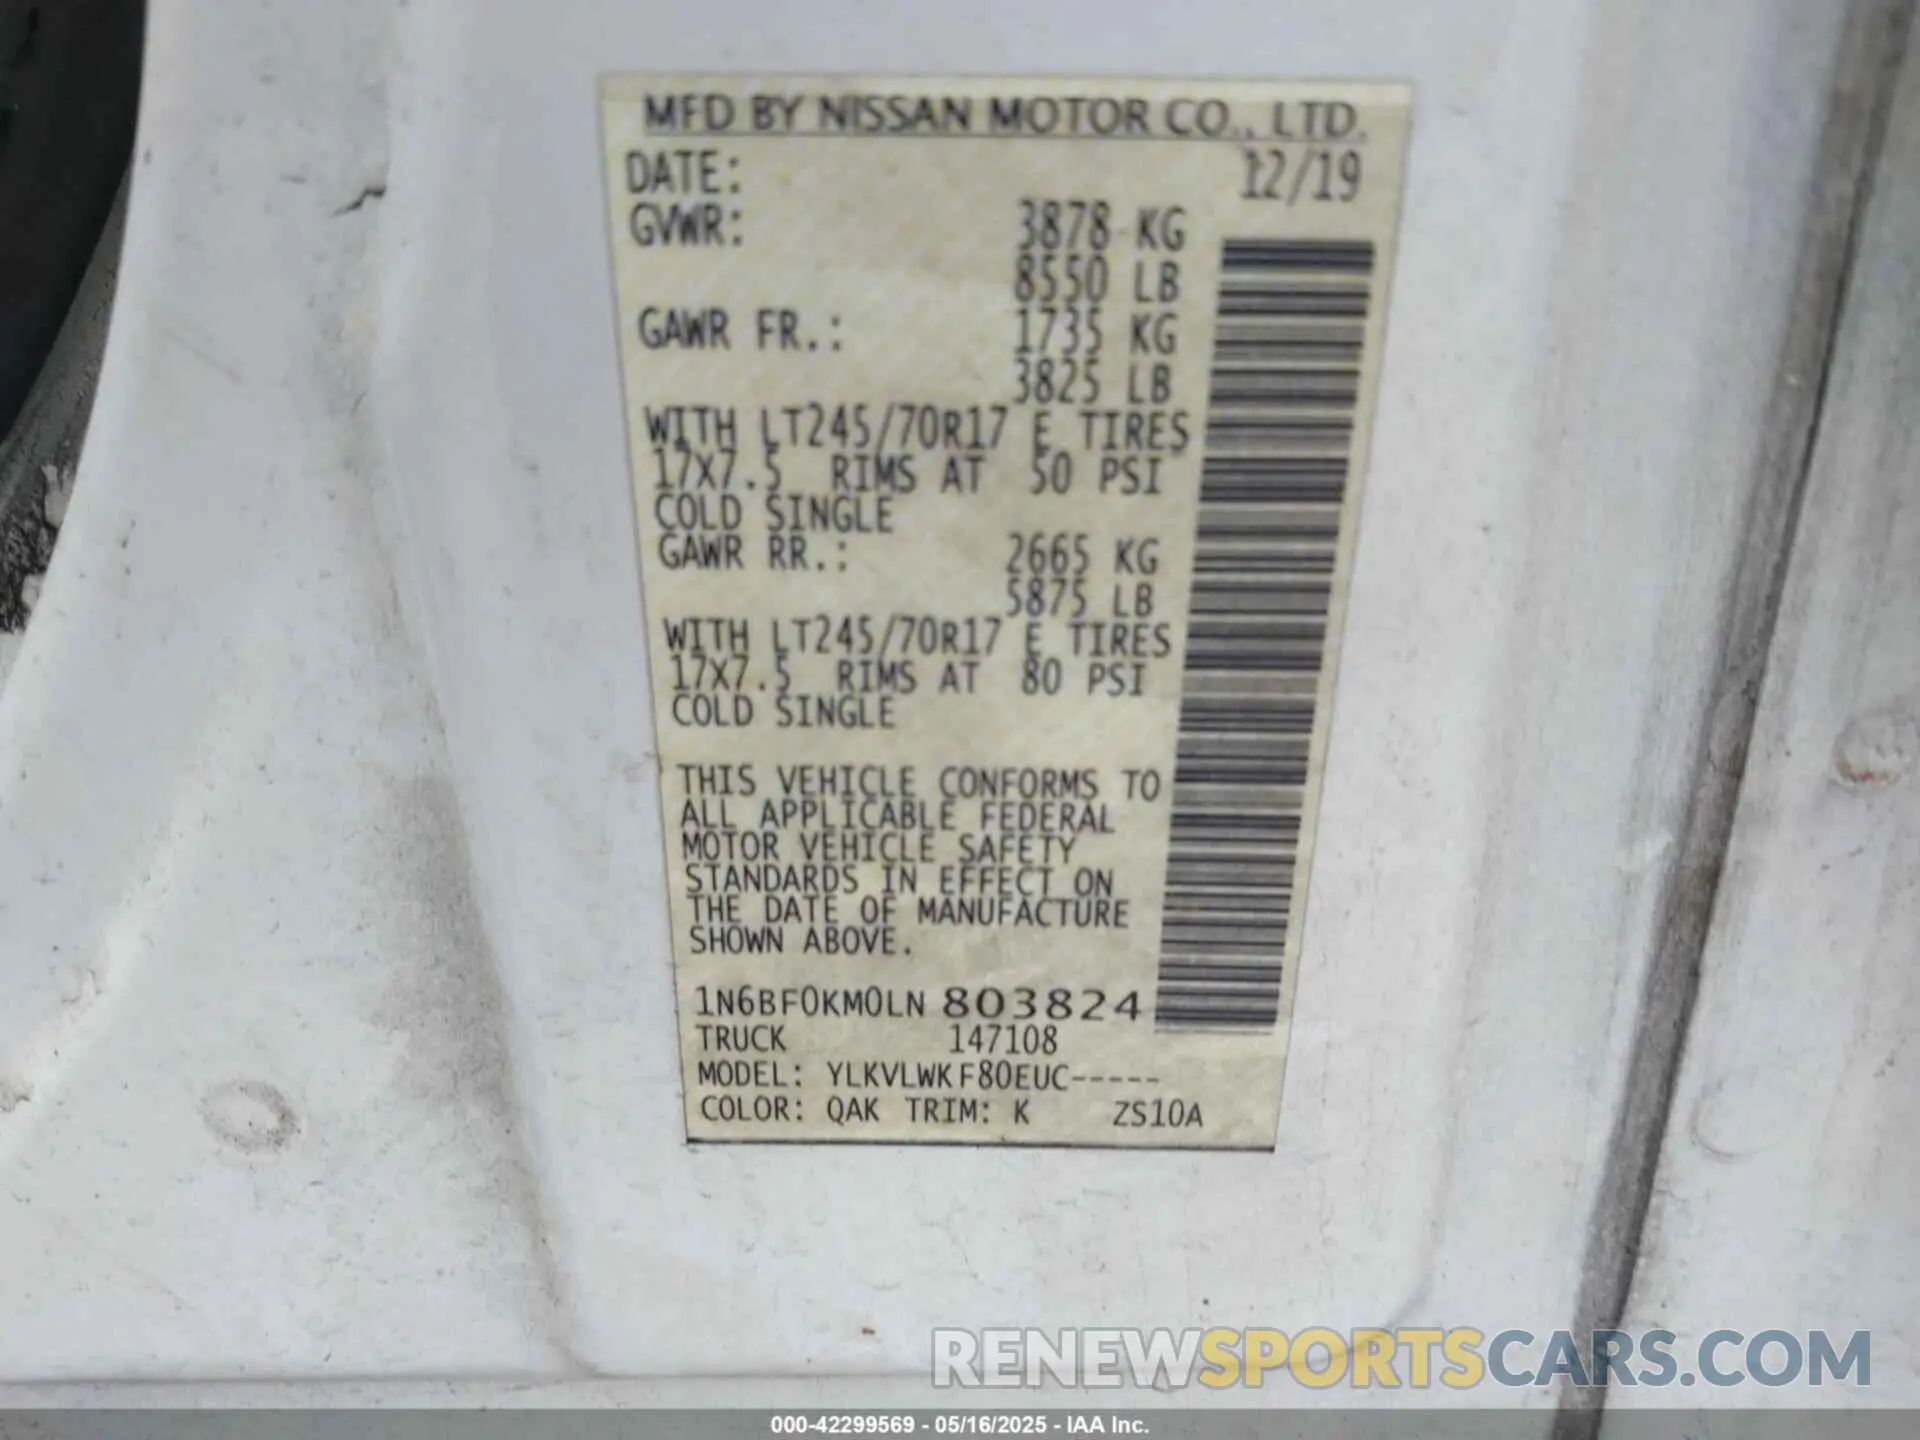 MFD BY NISSAN MOTOR CO., LTD.
DATE: 12/19
GVWR: 3878 KG
8550 LB
GAWR FR.: 1735 KG
3825 LB
WITH LT245/70R17 E TIRES
17X7.5 RIMS AT 50 PSI
COLD SINGLE
GAWR RR.: 2665 KG
5875 LB
WITH LT245/70R17 E TIRES
17X7.5 RIMS AT 80 PSI
COLD SINGLE
THIS VEHICLE CONFORMS TO
ALL APPLICABLE FEDERAL
MOTOR VEHICLE SAFETY
STANDARDS IN EFFECT ON
THE DATE OF MANUFACTURE
SHOWN ABOVE.
1N6BF0KM0LN 803824
TRUCK 147108
MODEL: YLKVLWKF80EUC-----
COLOR: QAK TRIM: K ZS10A
RENEWSPORTSCARS.COM
000-42299569 - 05/16/2025 - IAA Inc.